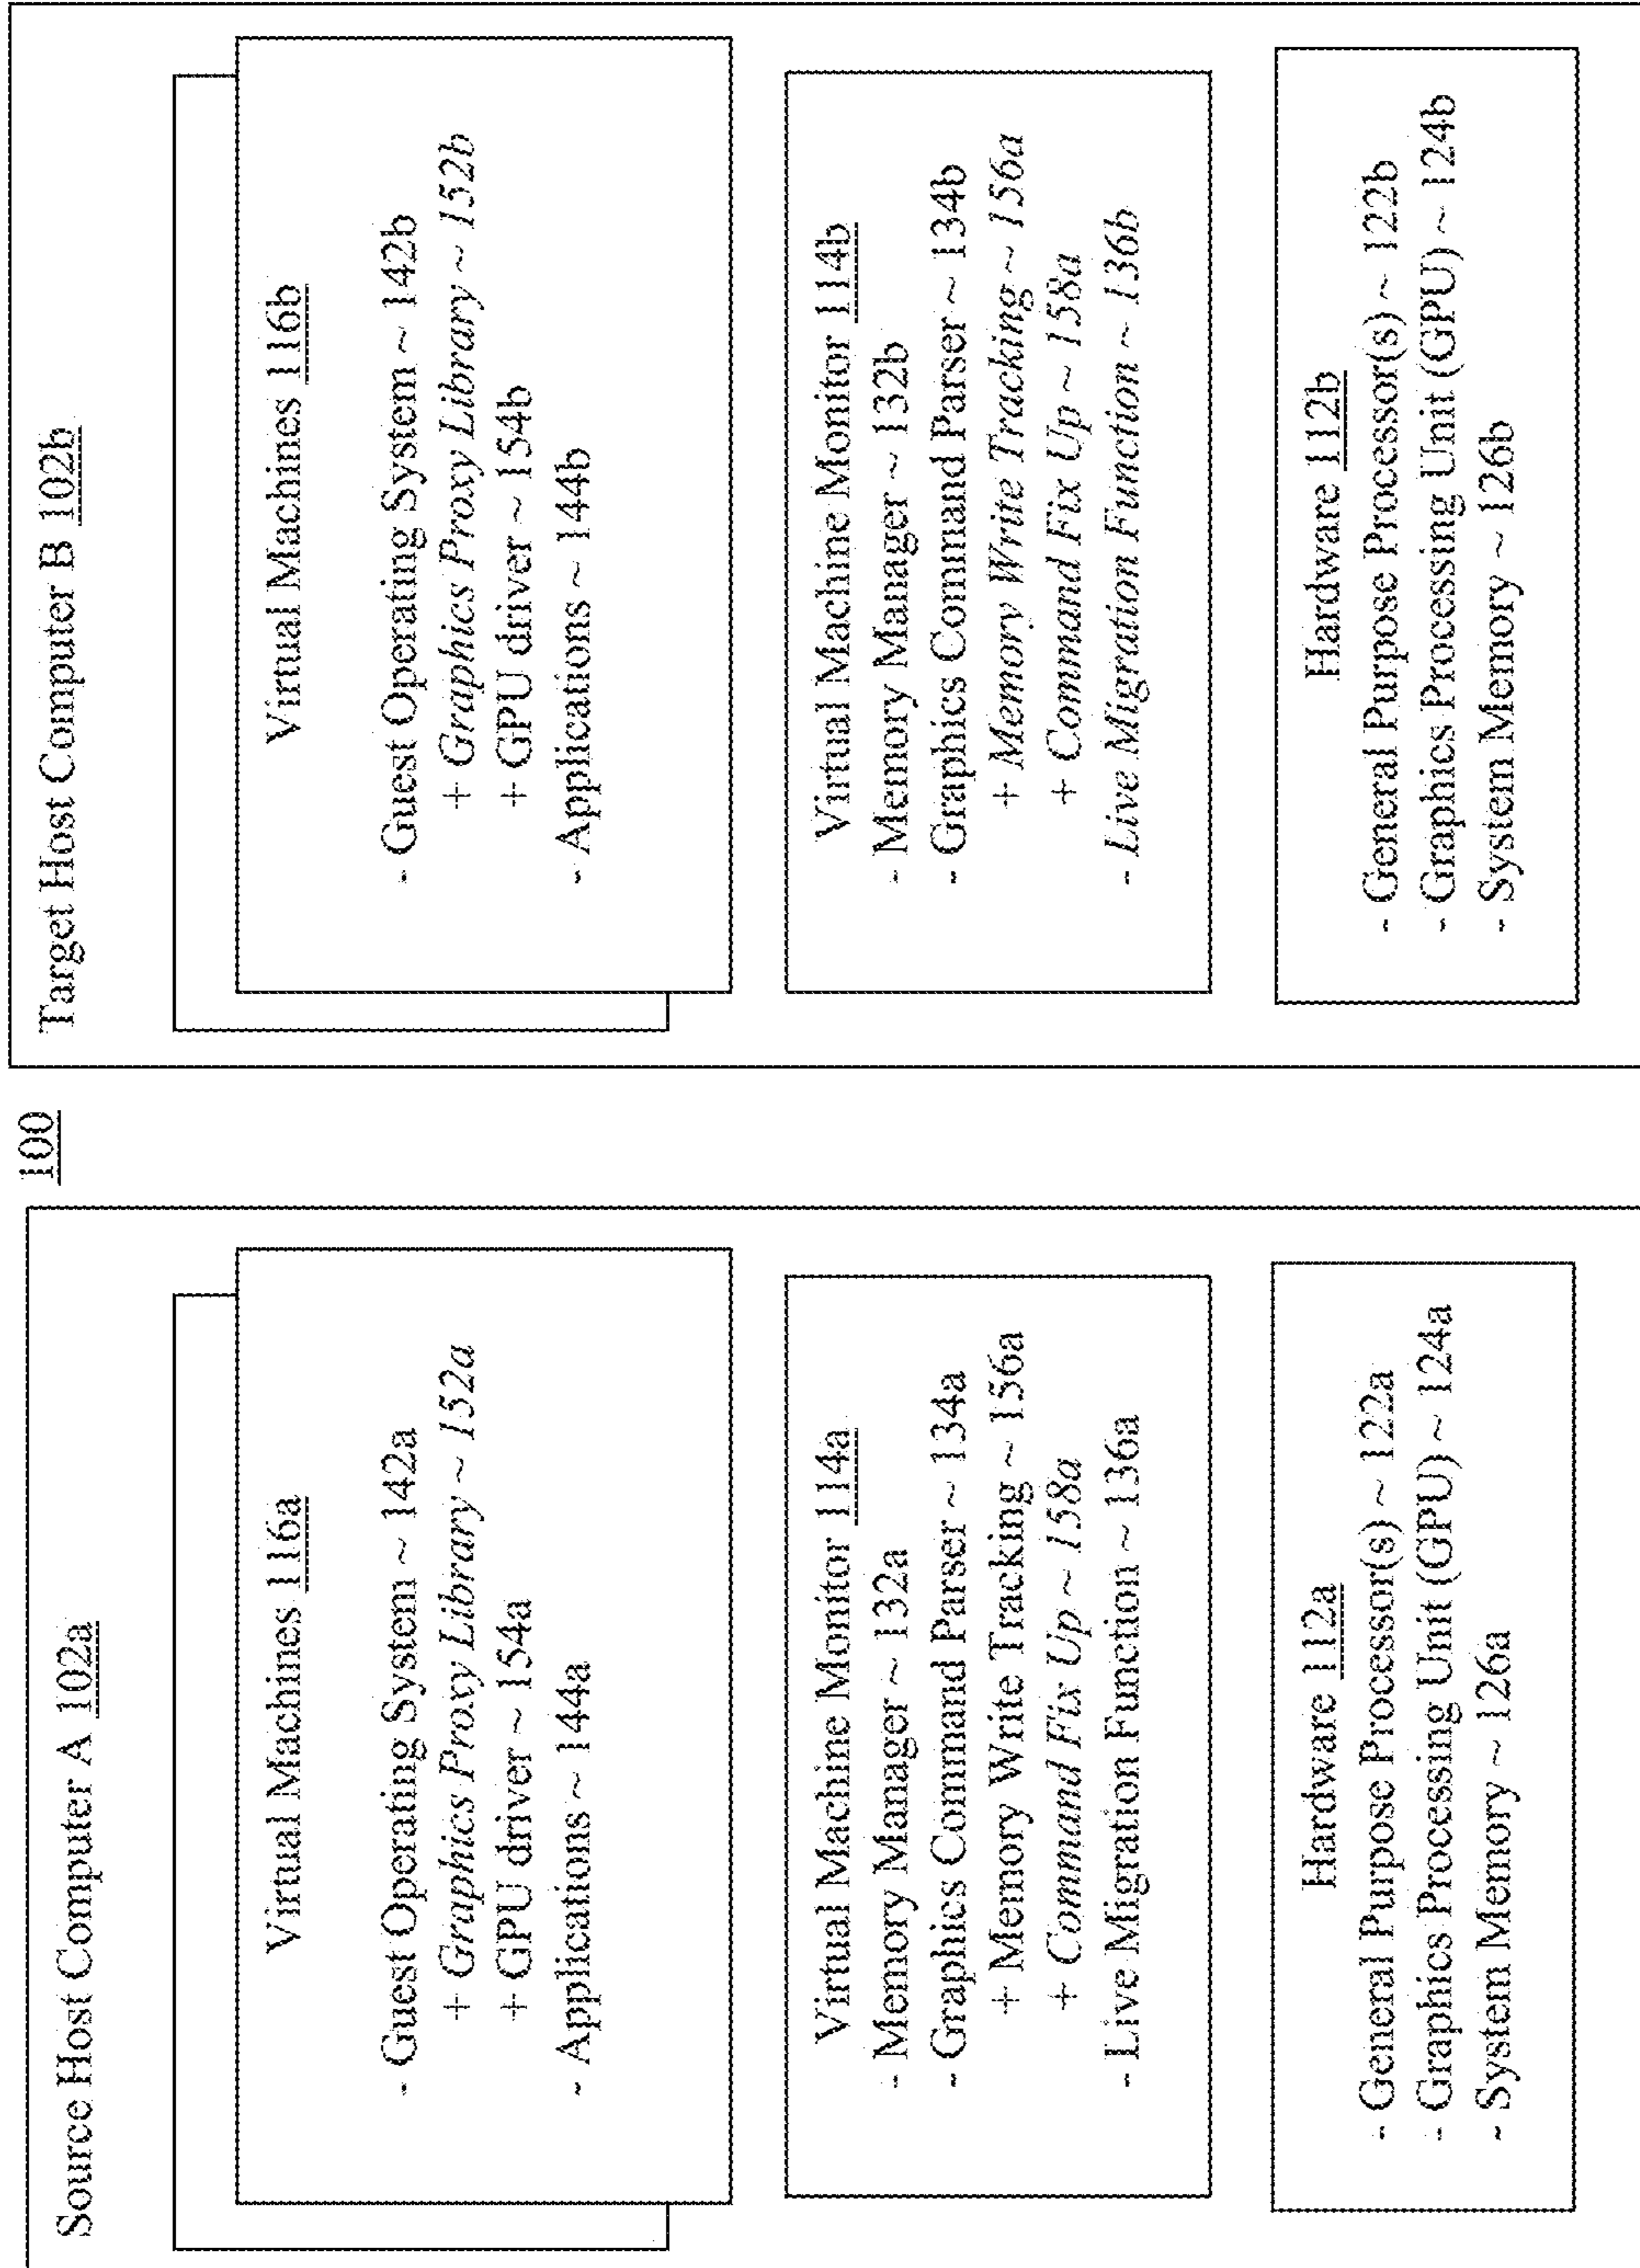 100
Source Host Computer A 102a
Virtual Machines 116a
- Guest Operating System ~ 142a
+ Graphics Proxy Library ~ 152a
+ GPU driver ~ 154a
- Applications ~ 144a
Virtual Machine Monitor 114a
- Memory Manager ~ 132a
- Graphics Command Parser ~ 134a
+ Memory Write Tracking ~ 156a
+ Command Fix Up ~ 158a
- Live Migration Function ~ 136a
Hardware 112a
- General Purpose Processor(s) ~ 122a
- Graphics Processing Unit (GPU) ~ 124a
- System Memory ~ 126a
Target Host Computer B 102b
Virtual Machines 116b
- Guest Operating System ~ 142b
+ Graphics Proxy Library ~ 152b
+ GPU driver ~ 154b
- Applications ~ 144b
Virtual Machine Monitor 114b
- Memory Manager ~ 132b
- Graphics Command Parser ~ 134b
+ Memory Write Tracking ~ 156a
+ Command Fix Up ~ 158a
- Live Migration Function ~ 136b
Hardware 112b
- General Purpose Processor(s) ~ 122b
- Graphics Processing Unit (GPU) ~ 124b
- System Memory ~ 126b